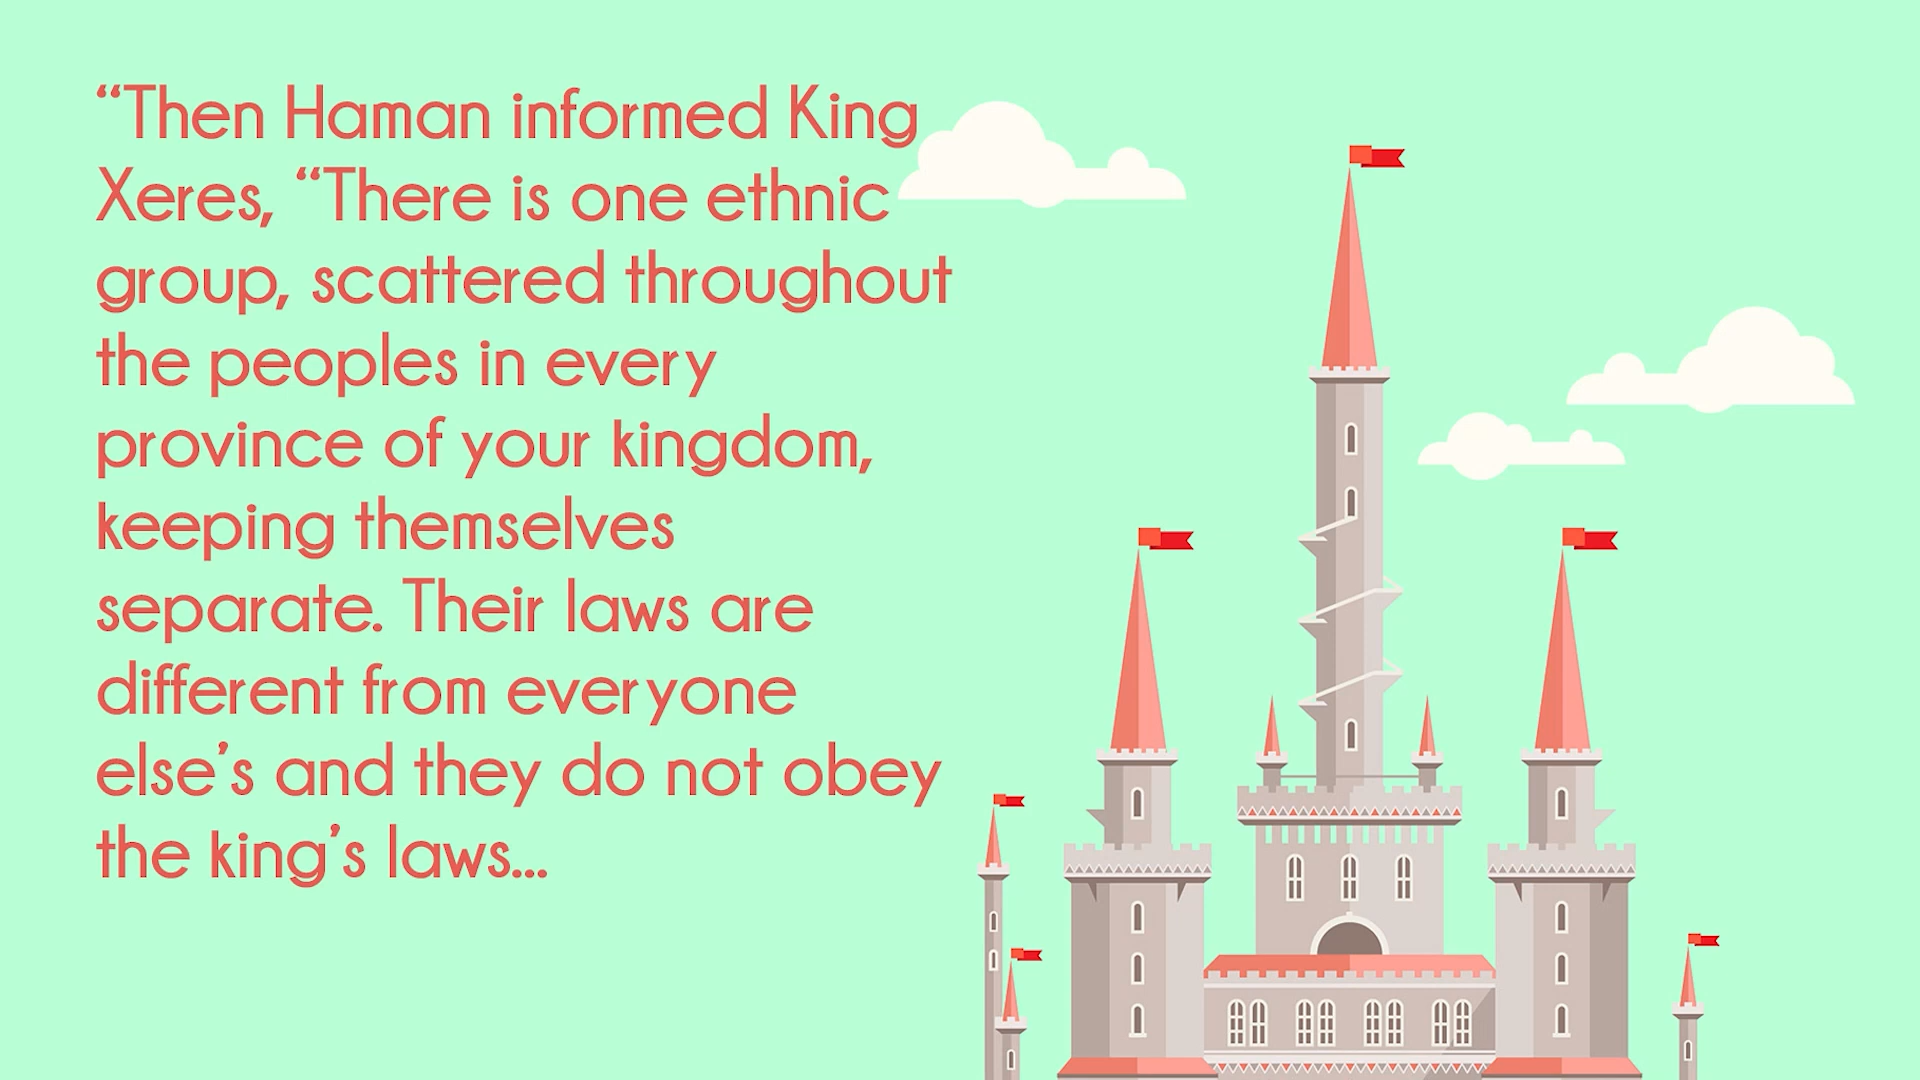 “Then Haman informed King
Xeres, “There is one ethnic
group, scattered throughout
the peoples in every
province of your kingdom,
keeping themselves
separate. Their laws are
different from everyone
else’s and they do not obey
the king’s laws...